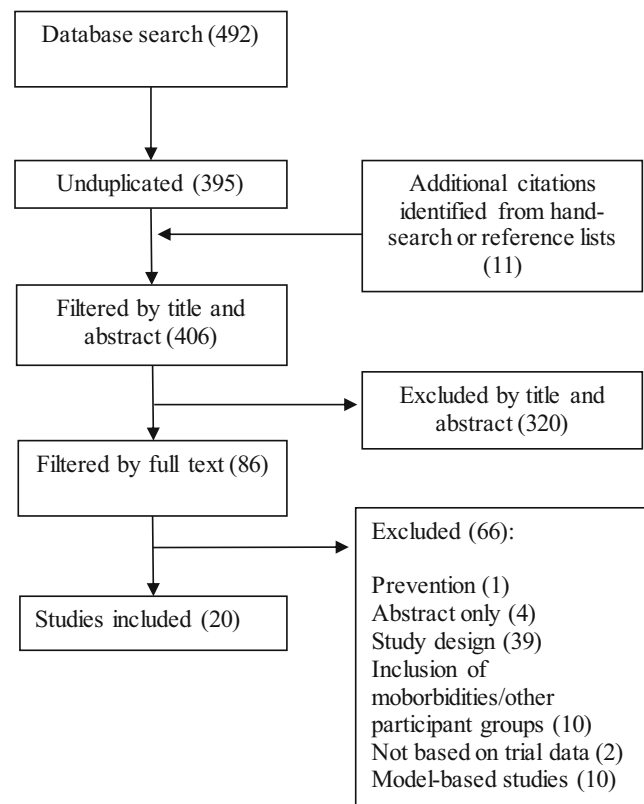 Database search (492)
Unduplicated (395)
Additional citations
identified from hand-
search or reference lists
(11)
Filtered by title and
abstract (406)
Excluded by title and
abstract (320)
Filtered by full text (86)
Excluded (66):
Prevention (1)
Abstract only (4)
Study design (39)
Inclusion of
moborbidities/other
participant groups (10)
Not based on trial data (2)
Model-based studies (10)
Studies included (20)